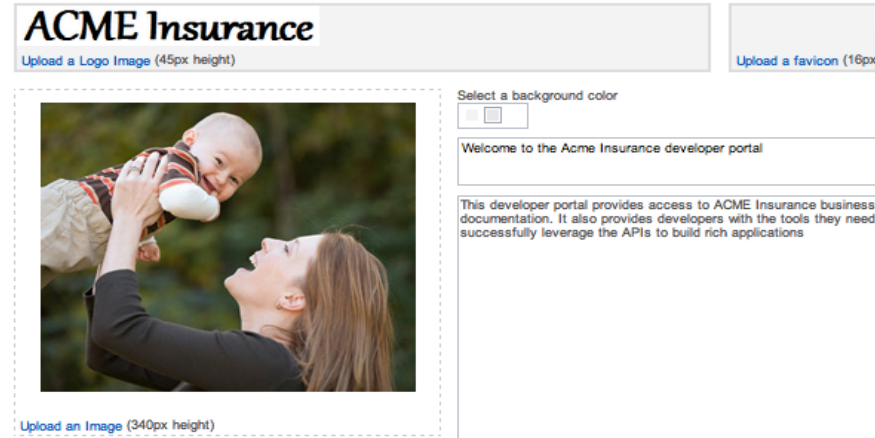 ACME Insurance
Upload a Logo Image (45px height)
Upload a favicon (16px
Select a background color
Welcome to the Acme Insurance developer portal
This developer portal provides access to ACME Insurance business
documentation. It also provides developers with the tools they need
successfully leverage the APIs to build rich applications
Upload an Image (340px height)